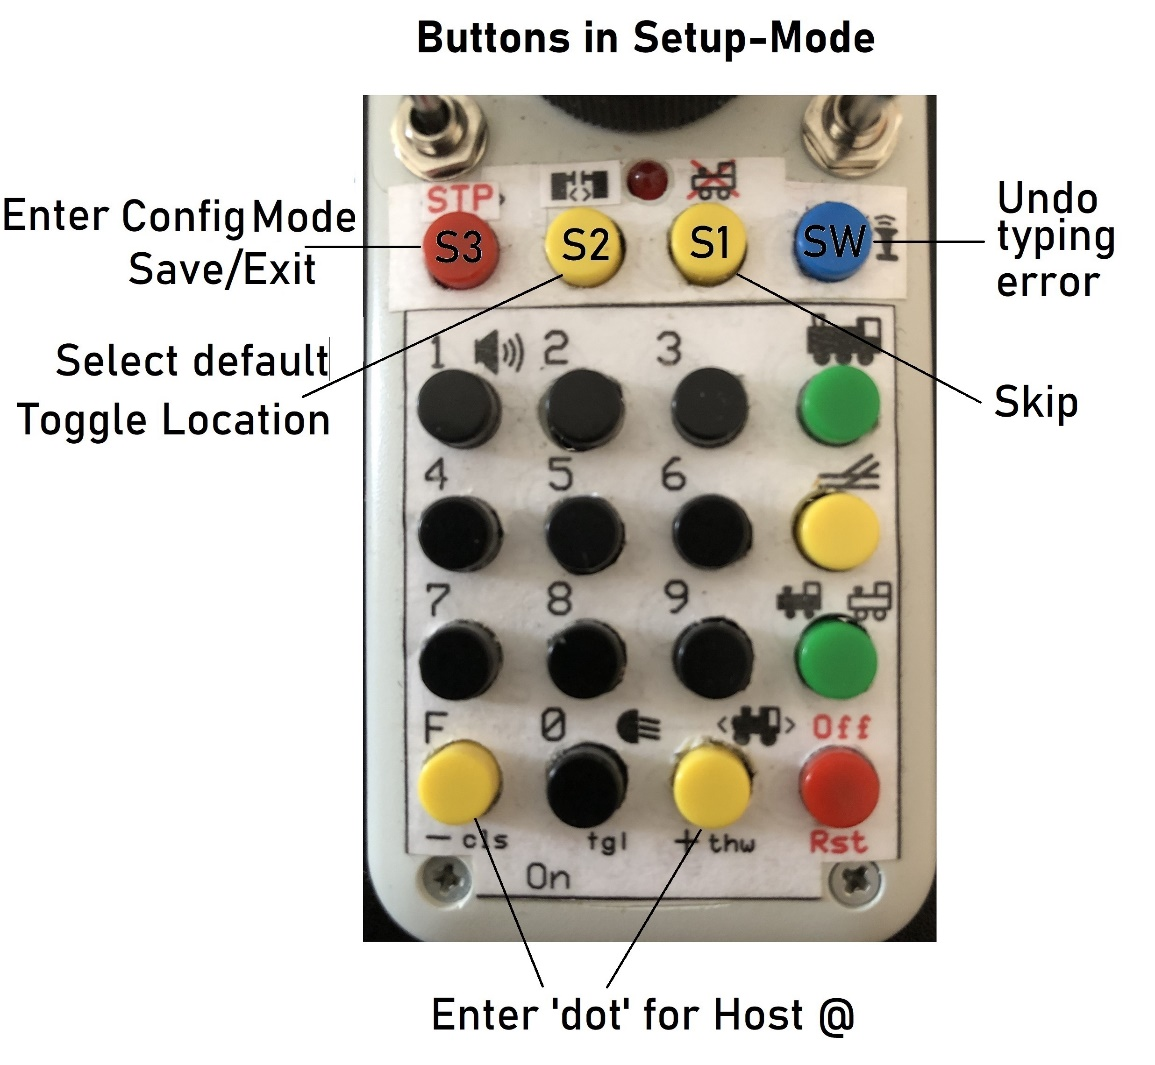 Buttons in Setup-Mode
Enter Config Mode
Save/Exit
Select default
Toggle Location
Undo
typing
error
Skip
STP
S3 S2 S1 SW
1 2 3
4 5 6
7 8 9
F 0 < > Off
- cls tgl + thw Rst
On
Enter 'dot' for Host @